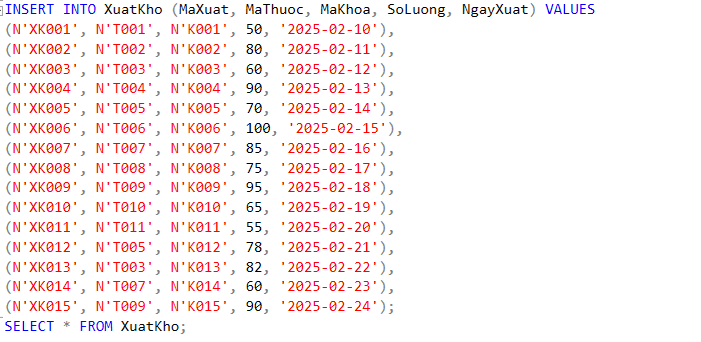 INSERT INTO XuatKho (MaXuat, MaThuoc, MaKhoa, SoLuong, NgayXuat) VALUES
(N'XK001', N'T001', N'K001', 50, '2025-02-10'),
(N'XK002', N'T002', N'K002', 80, '2025-02-11'),
(N'XK003', N'T003', N'K003', 60, '2025-02-12'),
(N'XK004', N'T004', N'K004', 90, '2025-02-13'),
(N'XK005', N'T005', N'K005', 70, '2025-02-14'),
(N'XK006', N'T006', N'K006', 100, '2025-02-15'),
(N'XK007', N'T007', N'K007', 85, '2025-02-16'),
(N'XK008', N'T008', N'K008', 75, '2025-02-17'),
(N'XK009', N'T009', N'K009', 95, '2025-02-18'),
(N'XK010', N'T010', N'K010', 65, '2025-02-19'),
(N'XK011', N'T011', N'K011', 55, '2025-02-20'),
(N'XK012', N'T005', N'K012', 78, '2025-02-21'),
(N'XK013', N'T003', N'K013', 82, '2025-02-22'),
(N'XK014', N'T007', N'K014', 60, '2025-02-23'),
(N'XK015', N'T009', N'K015', 90, '2025-02-24');
SELECT * FROM XuatKho;